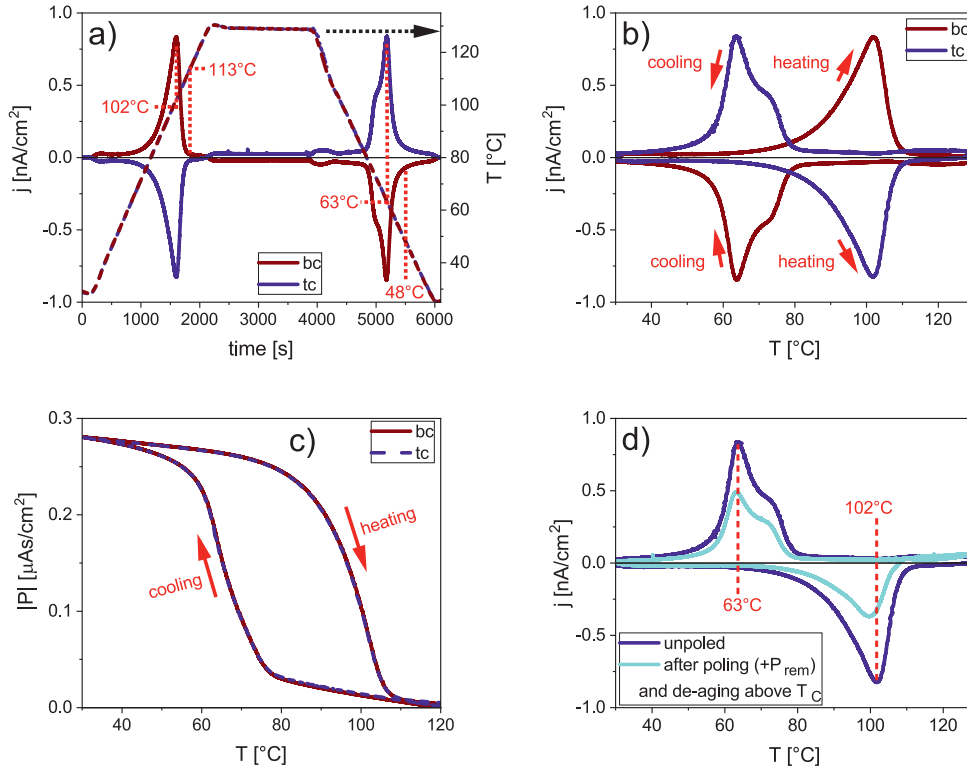 a)
1.0
0.5
0.0
-0.5
-1.0
j [nA/cm²]
0 1000 2000 3000 4000 5000 6000
time [s]
120
100
80
60
40
T [°C]
102°C
113°C
63°C
48°C
bc
tc
b)
1.0
0.5
0.0
-0.5
-1.0
j [nA/cm²]
40 60 80 100 120
T [°C]
bc
tc
cooling
heating
cooling
heating
c)
0.3
0.2
0.1
0.0
|P| [µAs/cm²]
40 60 80 100 120
T [°C]
bc
tc
heating
cooling
d)
1.0
0.5
0.0
-0.5
-1.0
j [nA/cm²]
40 60 80 100 120
T [°C]
102°C
63°C
unpoled
after poling (+P rem)
and de-aging above T C